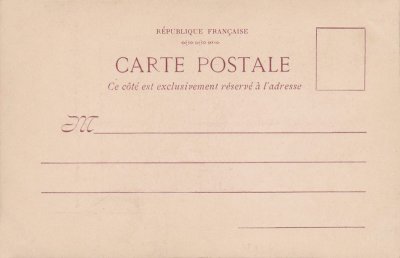 RÉPUBLIQUE FRANÇAISE
CARTE POSTALE
Ce côté est exclusivement réservé à l'adresse
M